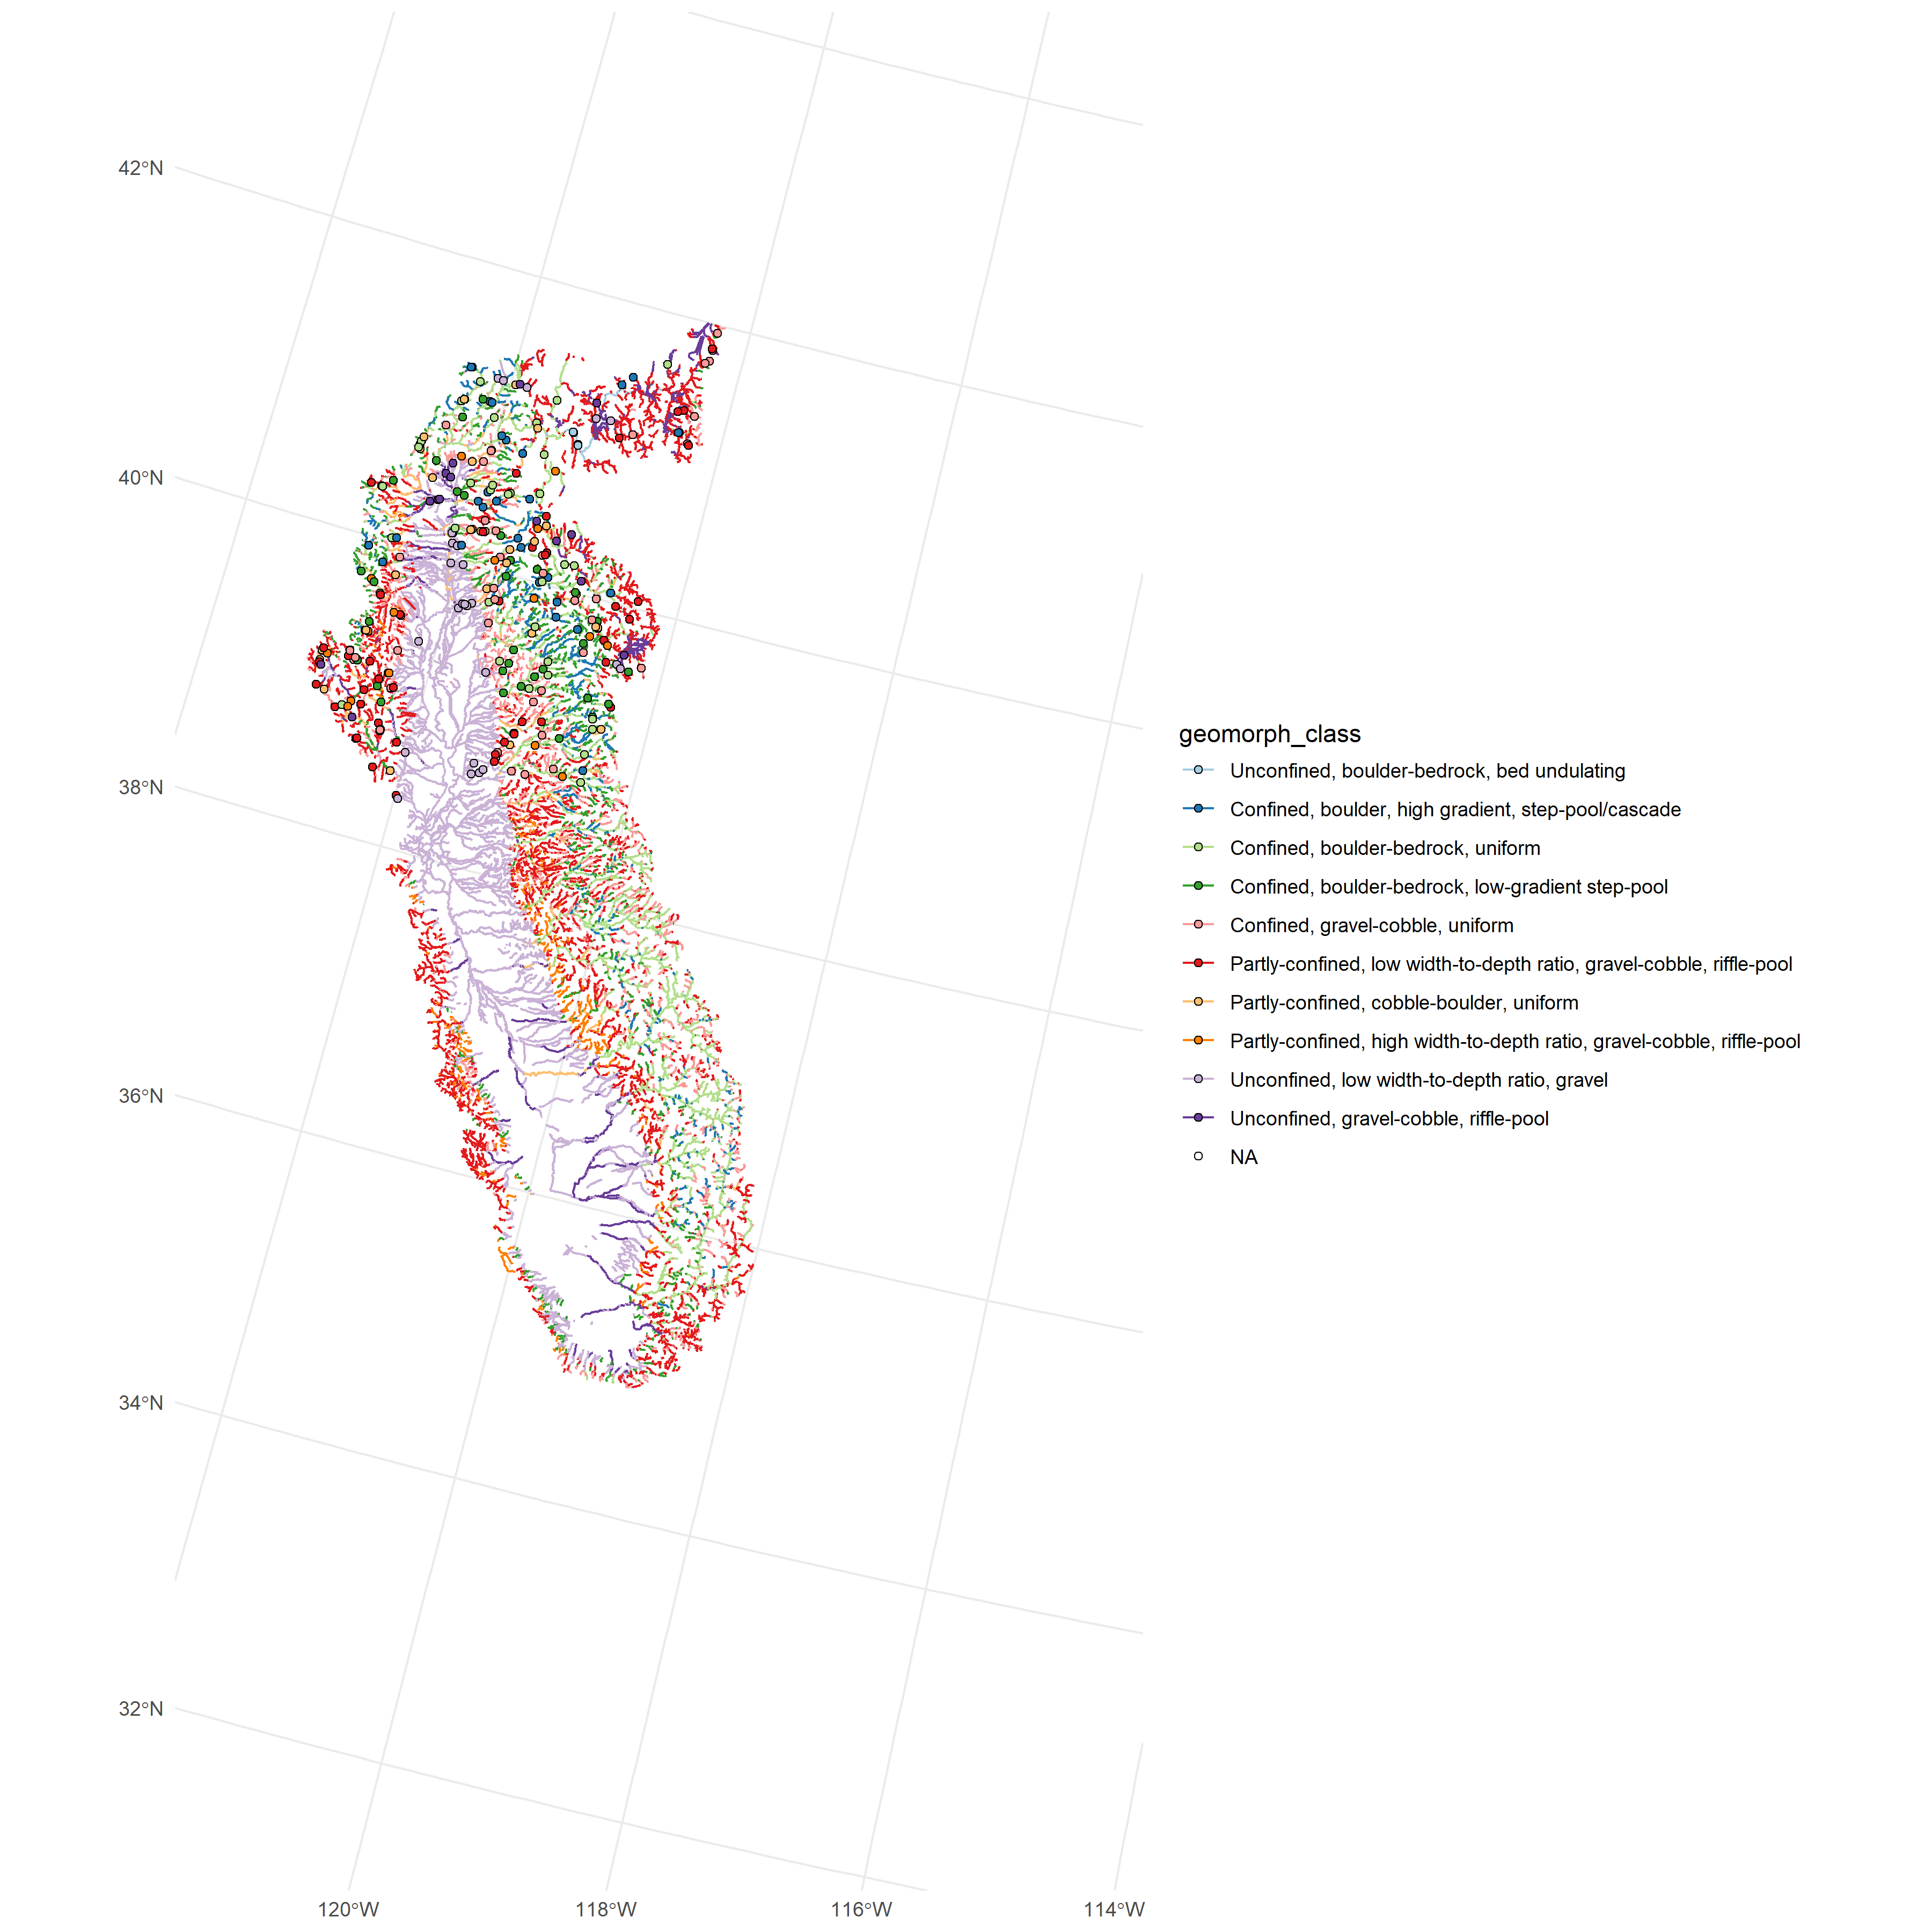 42°N
40°N
38°N
36°N
34°N
32°N
120°W
118°W
116°W
114°W
geomorph_class
Unconfined, boulder-bedrock, bed undulating
Confined, boulder, high gradient, step-pool/cascade
Confined, boulder-bedrock, uniform
Confined, boulder-bedrock, low-gradient step-pool
Confined, gravel-cobble, uniform
Partly-confined, low width-to-depth ratio, gravel-cobble, riffle-pool
Partly-confined, cobble-boulder, uniform
Partly-confined, high width-to-depth ratio, gravel-cobble, riffle-pool
Unconfined, low width-to-depth ratio, gravel
Unconfined, gravel-cobble, riffle-pool
NA